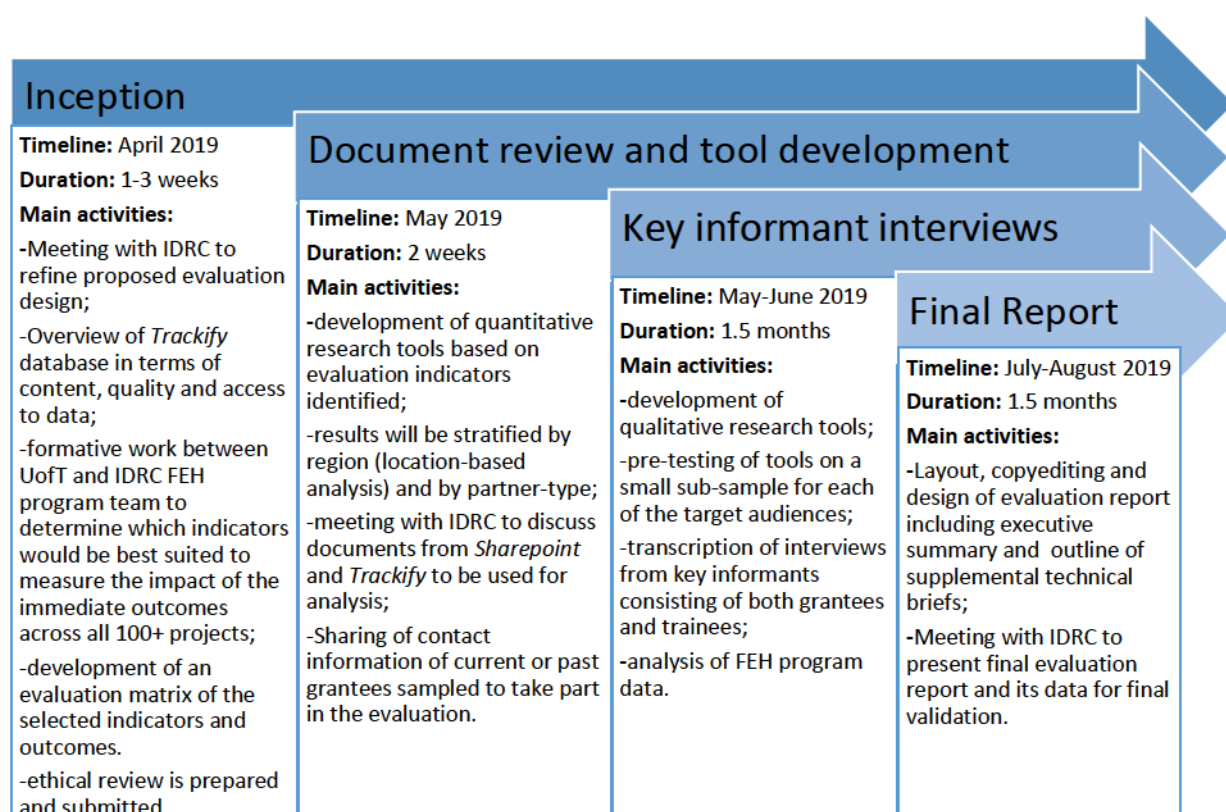 Inception
Timeline: April 2019
Duration: 1-3 weeks
Main activities:
-Meeting with IDRC to
refine proposed evaluation
design;
-Overview of Trackify
database in terms of
content, quality and access
to data;
-formative work between
UofT and IDRC FEH
program team to
determine which indicators
would be best suited to
measure the impact of the
immediate outcomes
across all 100+ projects;
-development of an
evaluation matrix of the
selected indicators and
outcomes.
-ethical review is prepared
and submitted
Document review and tool development
Timeline: May 2019
Duration: 2 weeks
Main activities:
-development of quantitative
research tools based on
evaluation indicators
identified;
-results will be stratified by
region (location-based
analysis) and by partner-type;
-meeting with IDRC to discuss
documents from Sharepoint
and Trackify to be used for
analysis;
-Sharing of contact
information of current or past
grantees sampled to take part
in the evaluation.
Key informant interviews
Timeline: May-June 2019
Duration: 1.5 months
Main activities:
-development of
qualitative research tools;
-pre-testing of tools on a
small sub-sample for each
of the target audiences;
-transcription of interviews
from key informants
consisting of both grantees
and trainees;
-analysis of FEH program
data.
Final Report
Timeline: July-August 2019
Duration: 1.5 months
Main activities:
-Layout, copyediting and
design of evaluation report
including executive
summary and outline of
supplemental technical
briefs;
-Meeting with IDRC to
present final evaluation
report and its data for final
validation.